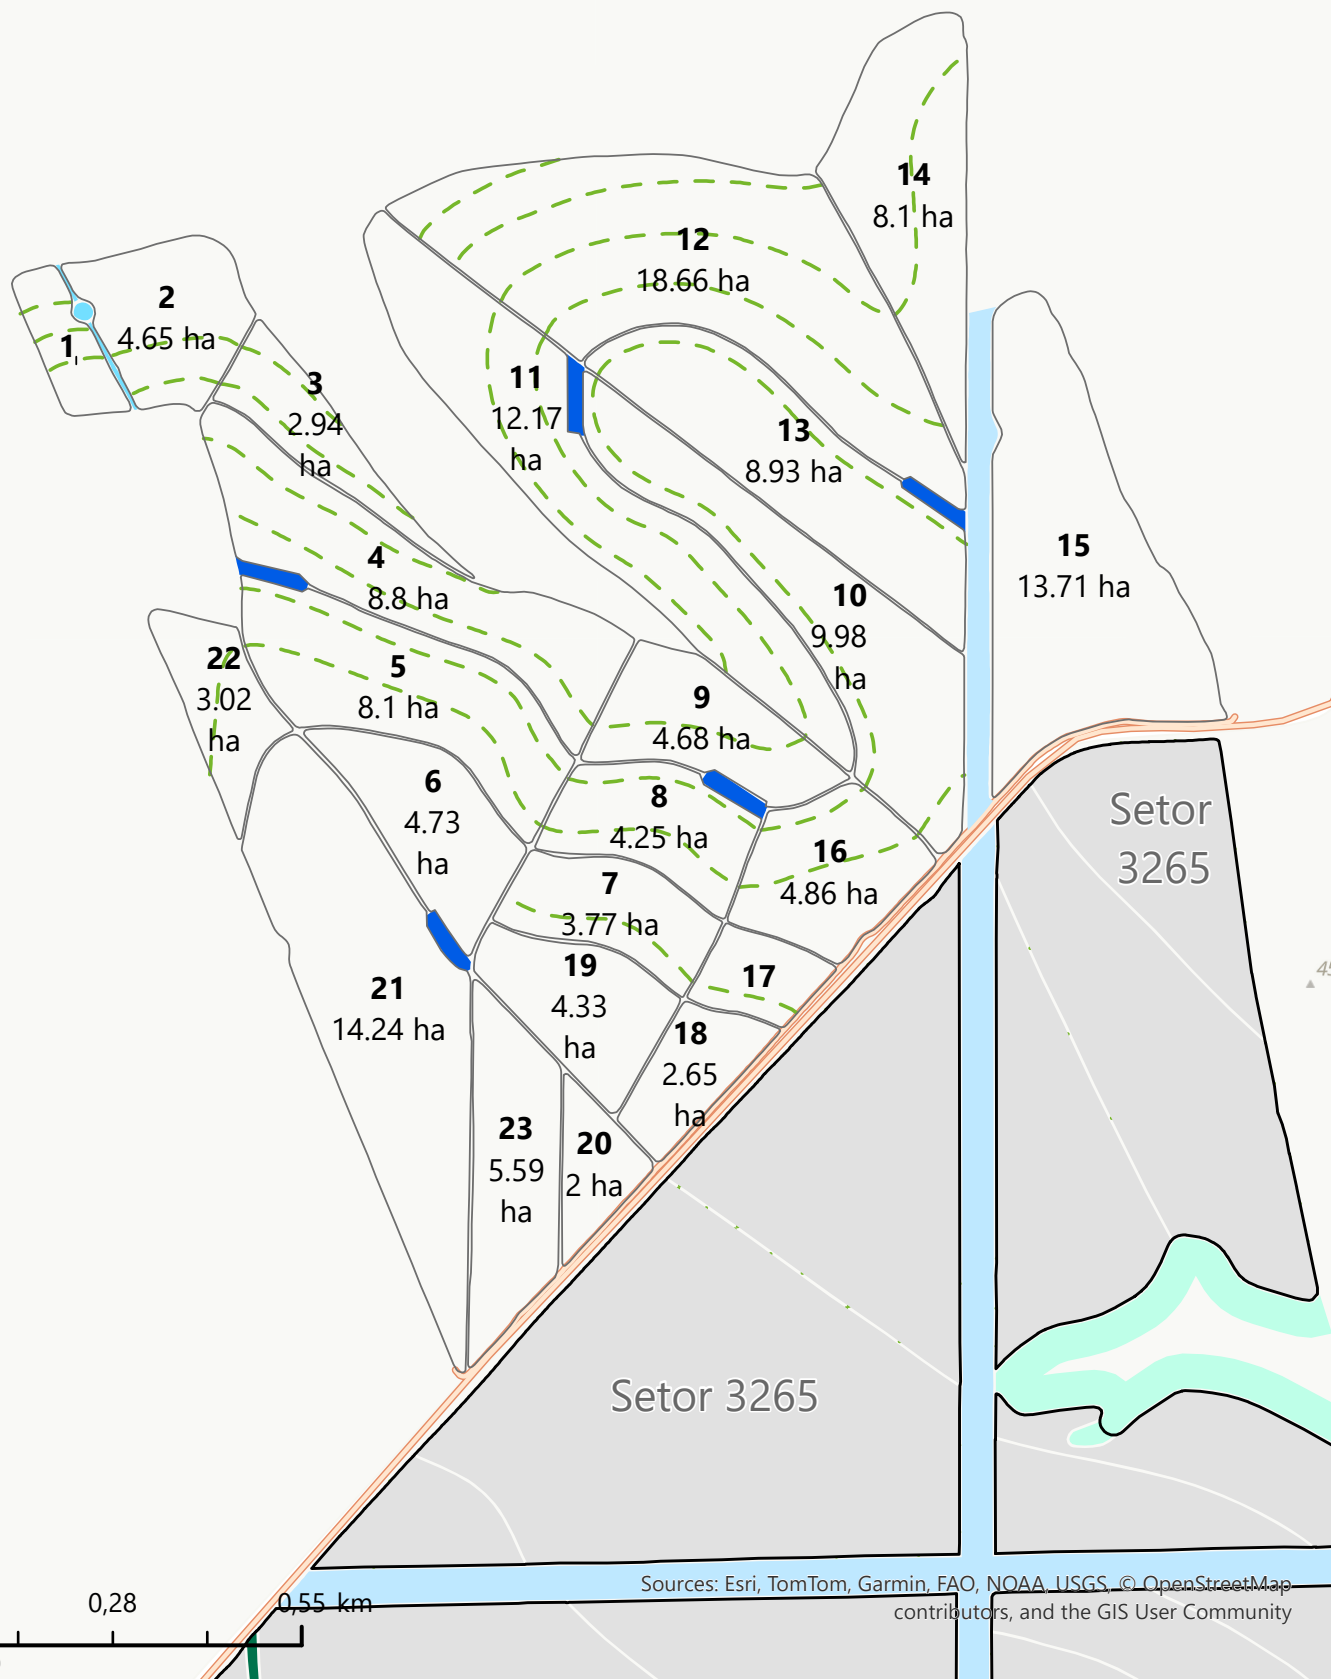 14
8.1 ha
12
18.66 ha
2
4.65 ha
1
3
2.94
ha
11
12.17
ha
13
8.93 ha
15
13.71 ha
4
8.8 ha
10
9.98
ha
22
3.02
ha
5
8.1 ha
9
4.68 ha
6
4.73
ha
8
4.25 ha
Setor
3265
16
4.86 ha
7
3.77 ha
19
4.33
ha
17
21
14.24 ha
18
2.65
ha
23
5.59
ha
20
2 ha
Setor 3265
0,28
0,55 km
Sources: Esri, TomTom, Garmin, FAO, NOAA, USGS, © OpenStreetMap
contributors, and the GIS User Community